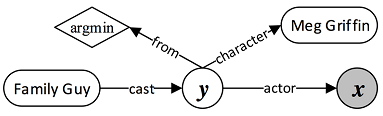 argmin
from
character
Meg Griffin
Family Guy
cast
y
actor
x